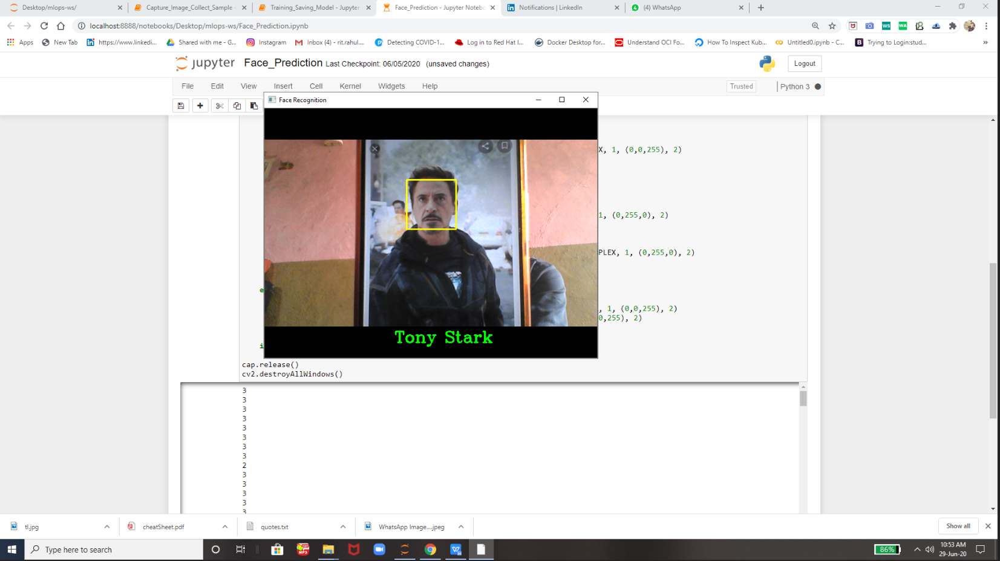 Desktop/mlops-ws/
Capture_Image_Collect_Sample -
Training_Saving_Model - Jupyter
Face_Prediction - Jupyter Notebo
Notifications | LinkedIn
(4) WhatsApp
localhost:8888/notebooks/Desktop/mlops-ws/Face_Prediction.ipynb
Apps
New Tab
https://www.linkedi...
Shared with me - G...
Instagram
Inbox (4) - rit.rahul....
Detecting COVID-1...
Log in to Red Hat I...
Docker Desktop for...
Understand OCI Fo...
How To Inspect Kub...
Untitled0.ipynb - C...
Trying to Login:stud...
»
jupyter Face_Prediction Last Checkpoint: 06/05/2020 (unsaved changes)
Logout
File Edit View Insert Cell Kernel Widgets Help
Trusted
Python 3
Face Recognition
X, 1, (0,0,255), 2)
1, (0,255,0), 2)
PLEX, 1, (0,255,0), 2)
e
, 1, (0,0,255), 2)
0,255), 2)
Tony Stark
i
cap.release()
cv2.destroyAllWindows()
3
3
3
3
3
3
3
3
2
3
3
3
3
3
tl.jpg
cheatSheet.pdf
quotes.txt
WhatsApp Image....jpeg
Show all
Type here to search
86%
10:53 AM
29-Jun-20